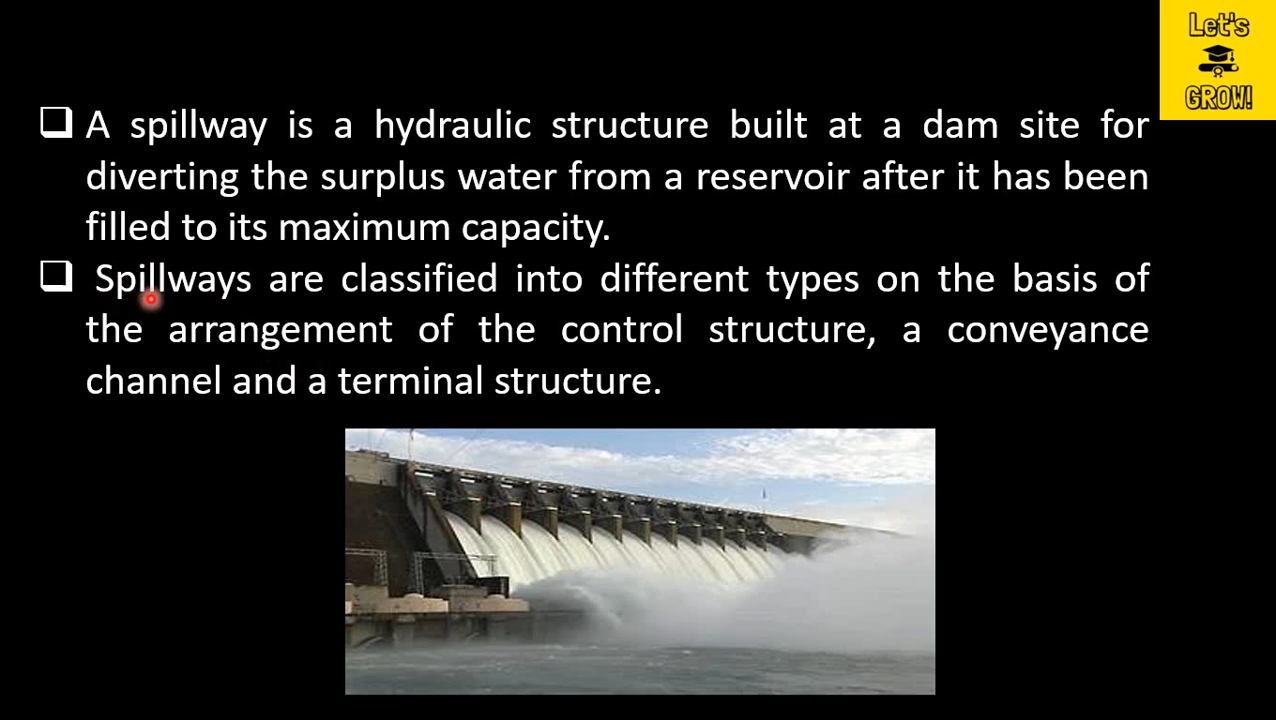 Let's
GROW!
A spillway is a hydraulic structure built at a dam site for
diverting the surplus water from a reservoir after it has been
filled to its maximum capacity.
Spillways are classified into different types on the basis of
the arrangement of the control structure, a conveyance
channel and a terminal structure.